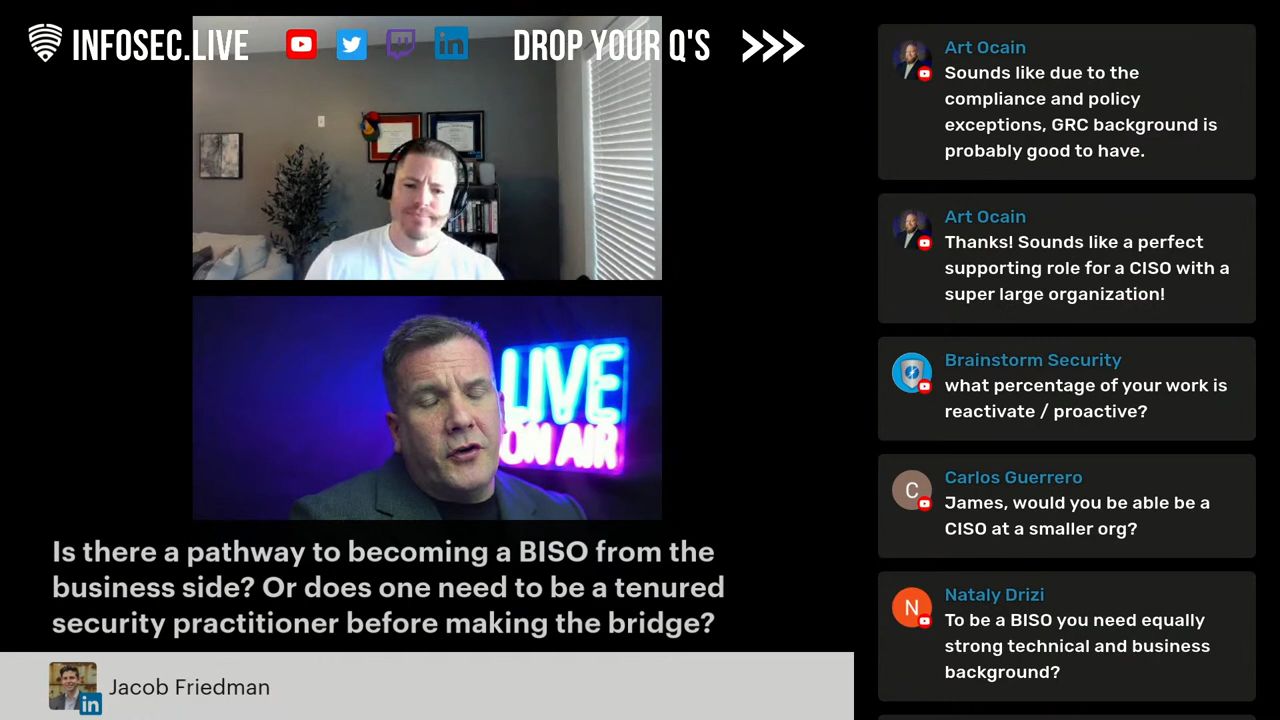 INFOSEC.LIVE
DROP YOUR Q'S >>>
LIVE
ON AIR
Is there a pathway to becoming a BISO from the
business side? Or does one need to be a tenured
security practitioner before making the bridge?
in
Jacob Friedman
Art Ocain
Sounds like due to the
compliance and policy
exceptions, GRC background is
probably good to have.
Art Ocain
Thanks! Sounds like a perfect
supporting role for a CISO with a
super large organization!
Brainstorm Security
what percentage of your work is
reactivate / proactive?
C
Carlos Guerrero
James, would you be able be a
CISO at a smaller org?
N
Nataly Drizi
To be a BISO you need equally
strong technical and business
background?